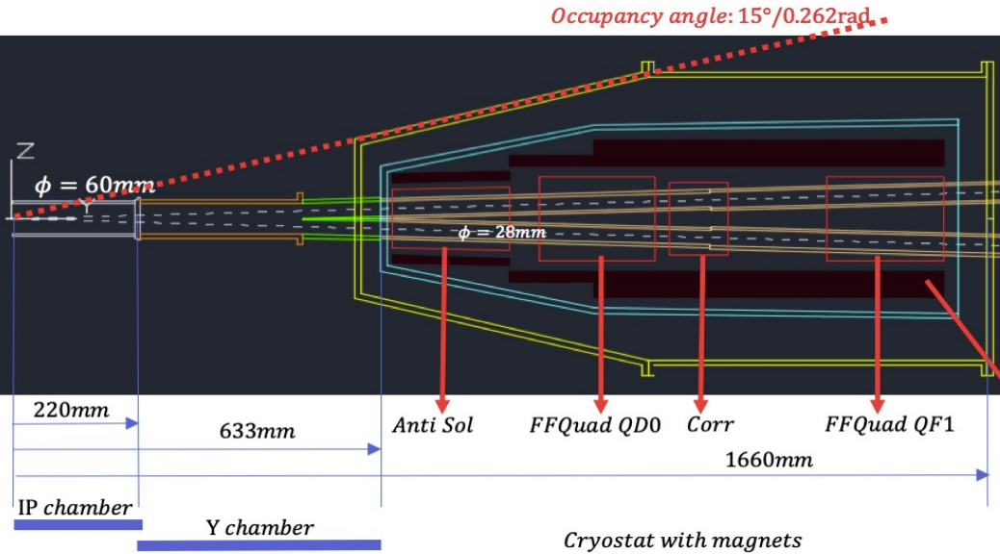 Occupancy angle: 15°/0.262rad
Z
ϕ = 60mm
Y
ϕ = 28mm
220mm
Anti Sol
FFQuad QD0
Corr
FFQuad QF1
633mm
1660mm
IP chamber
Y chamber
Cryostat with magnets